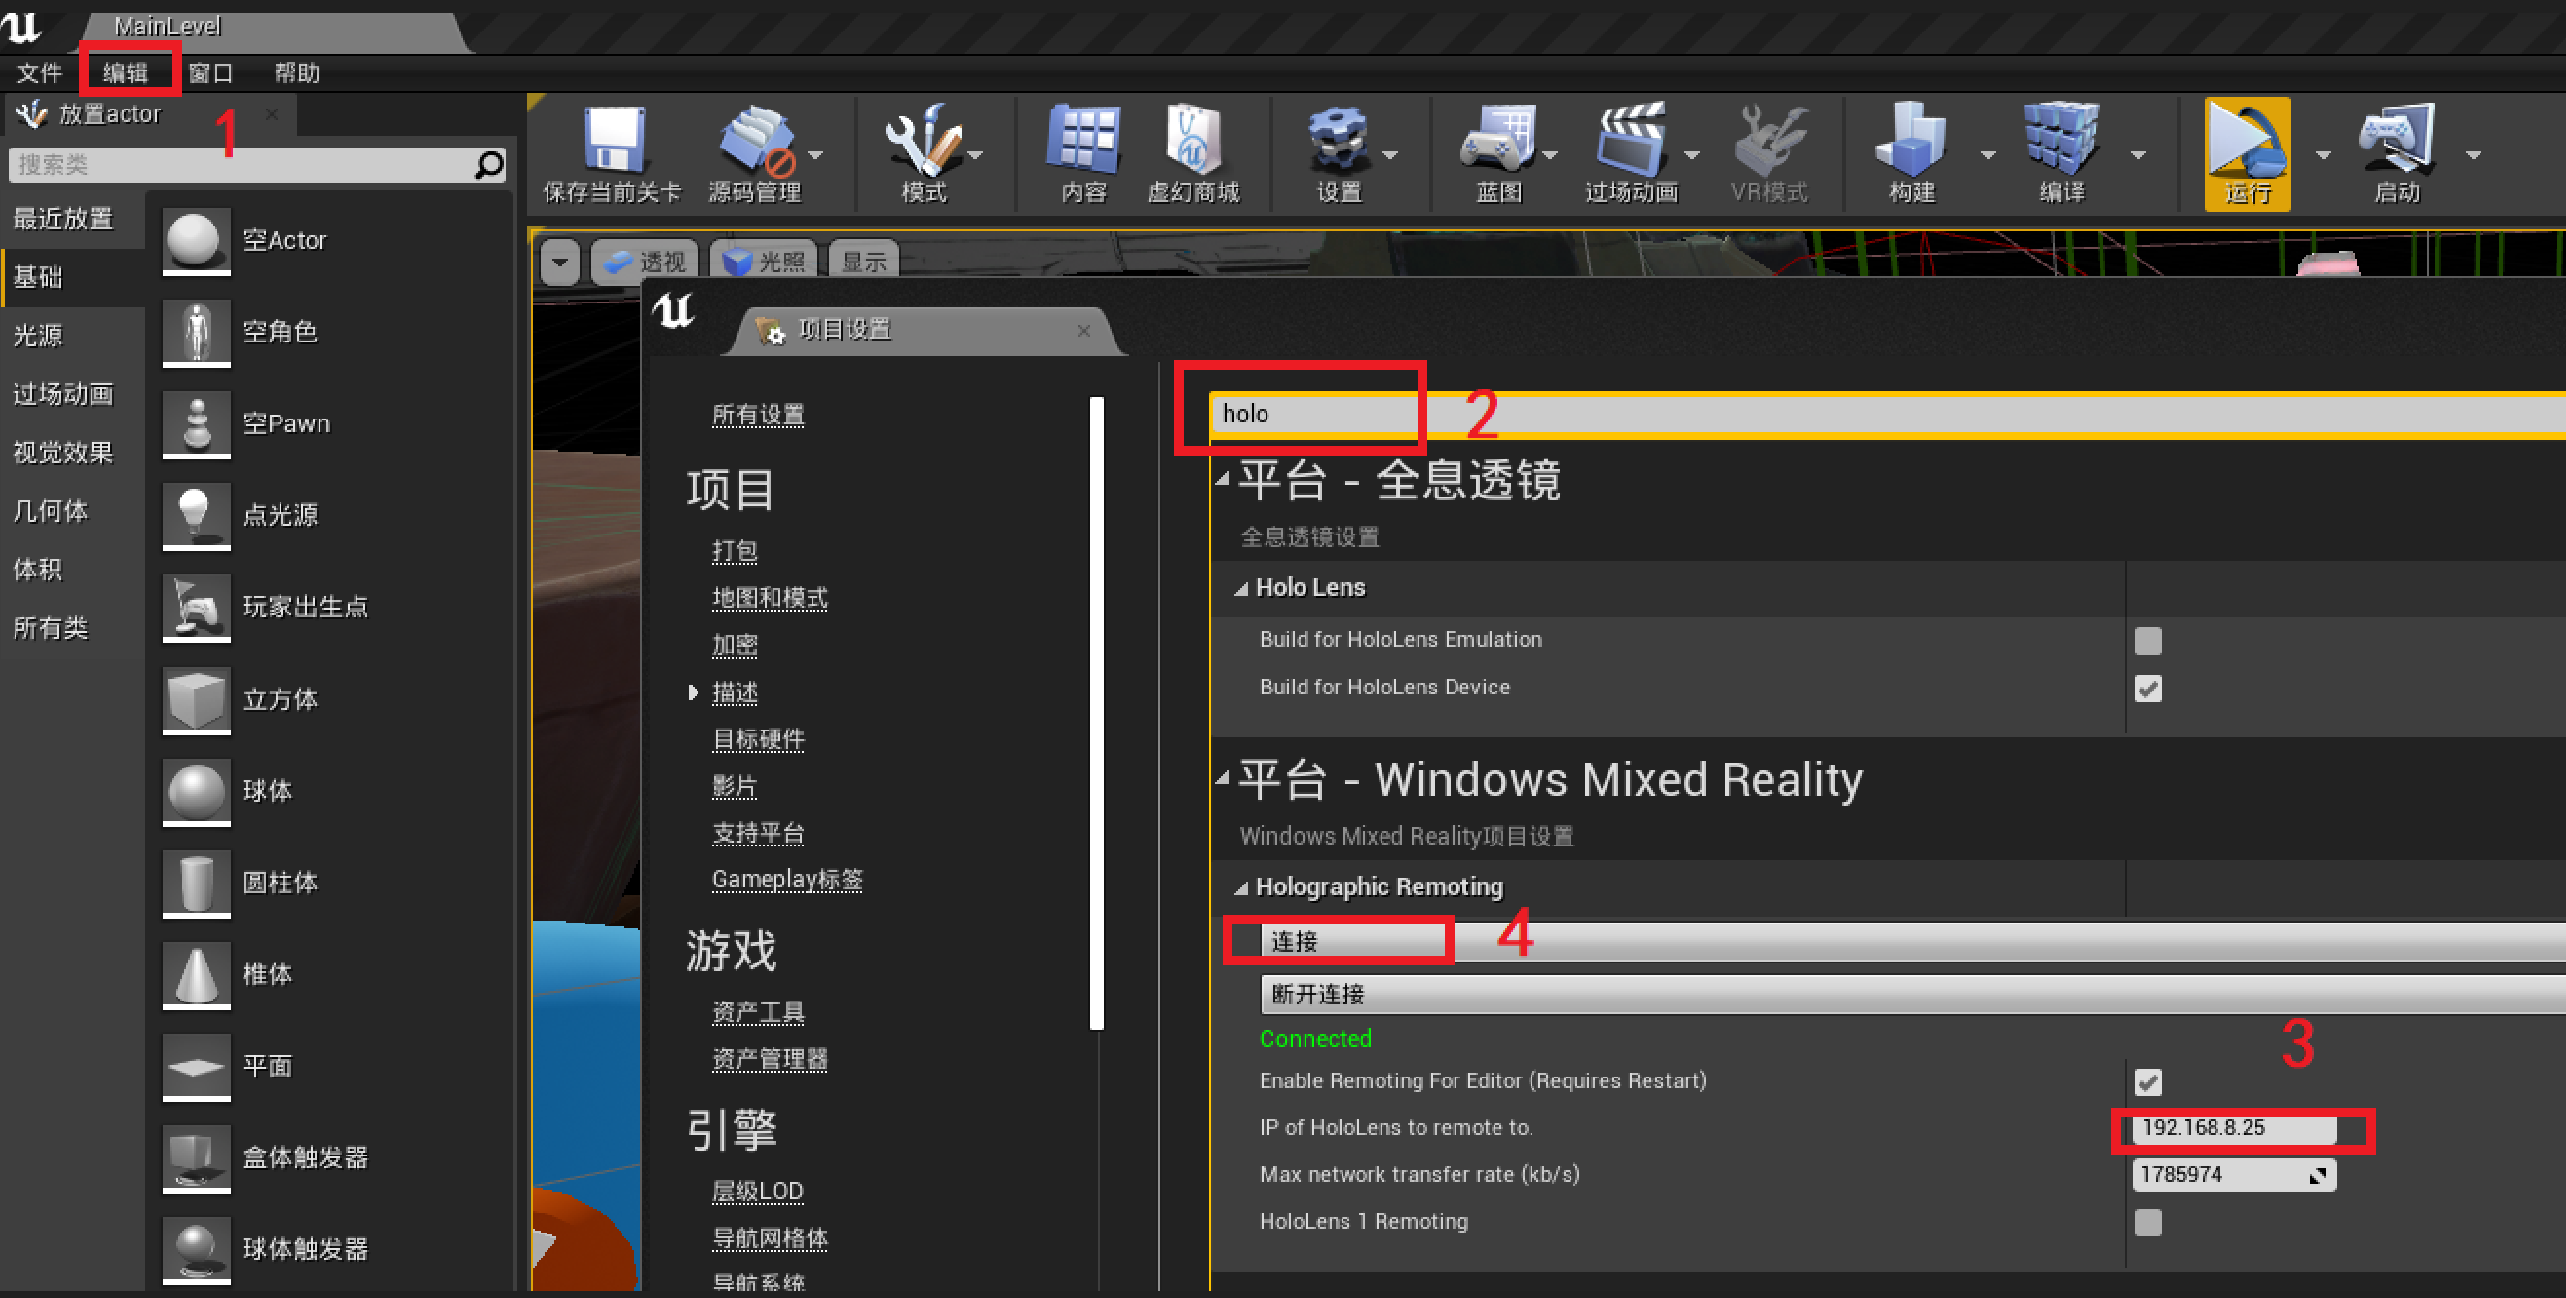 MainLevel
文件 编辑 窗口 帮助
放置actor
1
搜索类
最近放置
基础
光源
过场动画
视觉效果
几何体
体积
所有类
空Actor
空角色
空Pawn
点光源
玩家出生点
立方体
球体
圆柱体
椎体
平面
盒体触发器
球体触发器
保存当前关卡 源码管理 模式 内容 虚幻商城 设置 蓝图 过场动画 VR模式 构建 编译 运行 启动
透视 光照 显示
项目设置
所有设置
项目
打包
地图和模式
加密
描述
目标硬件
影片
支持平台
Gameplay标签
游戏
资产工具
资产管理器
引擎
层级LOD
导航网格体
导航系统
holo
2
平台 - 全息透镜
全息透镜设置
Holo Lens
Build for HoloLens Emulation
Build for HoloLens Device
平台 - Windows Mixed Reality
Windows Mixed Reality项目设置
Holographic Remoting
连接
4
断开连接
Connected
3
Enable Remoting For Editor (Requires Restart)
IP of HoloLens to remote to. 192.168.8.25
Max network transfer rate (kb/s) 1785974
HoloLens 1 Remoting